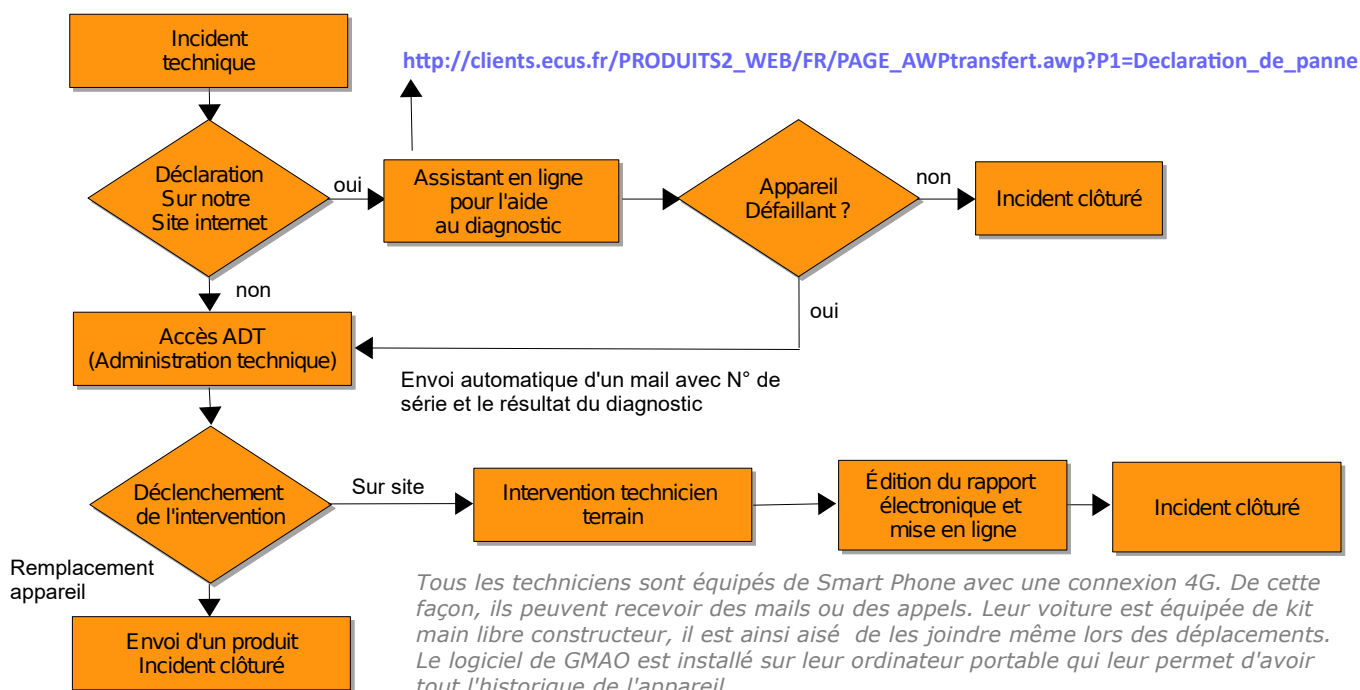 Incident
technique
http://clients.ecus.fr/PRODUITS2_WEB/FR/PAGE_AWPtransfert.awp?P1=Declaration_de_panne
Déclaration
Sur notre
Site internet
oui
Assistant en ligne
pour l'aide
au diagnostic
Appareil
Défaillant ?
non
Incident clôturé
non
oui
Accès ADT
(Administration technique)
Envoi automatique d'un mail avec N° de
série et le résultat du diagnostic
Déclenchement
de l'intervention
Sur site
Intervention technicien
terrain
Édition du rapport
électronique et
mise en ligne
Incident clôturé
Remplacement
appareil
Envoi d'un produit
Incident clôturé
Tous les techniciens sont équipés de Smart Phone avec une connexion 4G. De cette
façon, ils peuvent recevoir des mails ou des appels. Leur voiture est équipée de kit
main libre constructeur, il est ainsi aisé de les joindre même lors des déplacements.
Le logiciel de GMAO est installé sur leur ordinateur portable qui leur permet d'avoir
tout l'historique de l'appareil